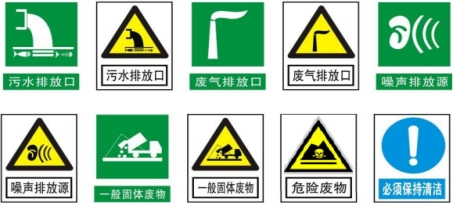 污水排放口
污水排放口
废气排放口
废气排放口
噪声排放源
噪声排放源
一般固体废物
一般固体废物
危险废物
必须保持清洁